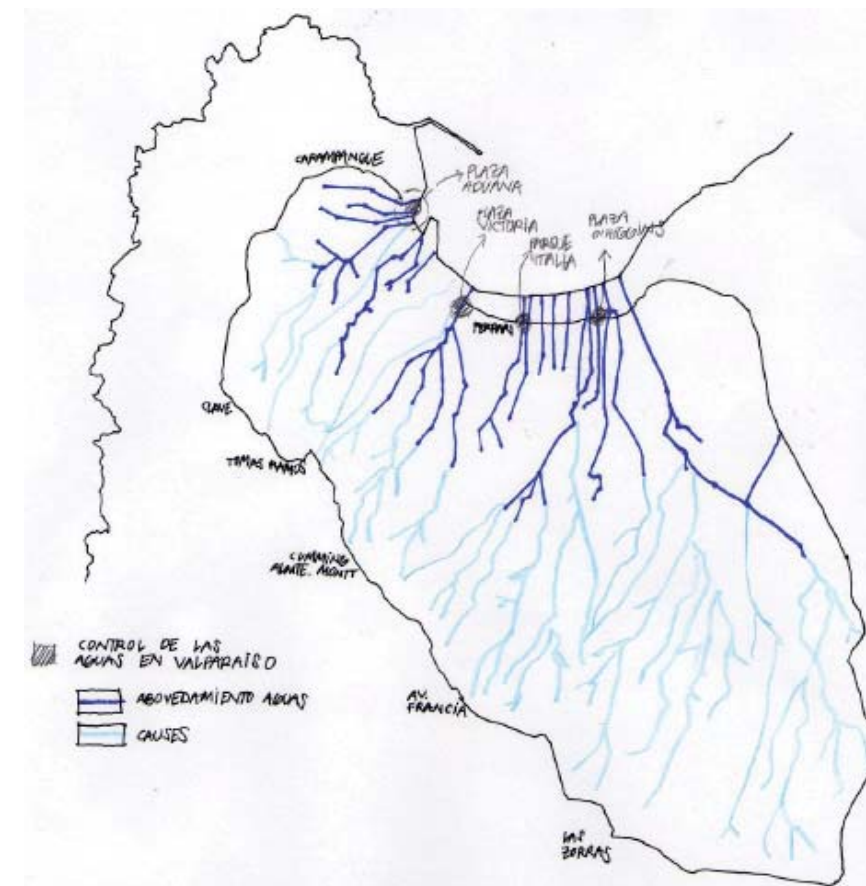 CARAMPANGUE
PLAZA
ADUANA
PLAZA
VICTORIA
PARQUE
ITALIA
PLAZA
O'HIGGINS
CLAVE
TOMAS RAMOS
CUMMING
ALMTE. MONTT
AV.
FRANCIA
LAS
ZORRAS
CONTROL DE LAS
AGUAS EN VALPARAISO
ABOVEDAMIENTO AGUAS
CAUSES